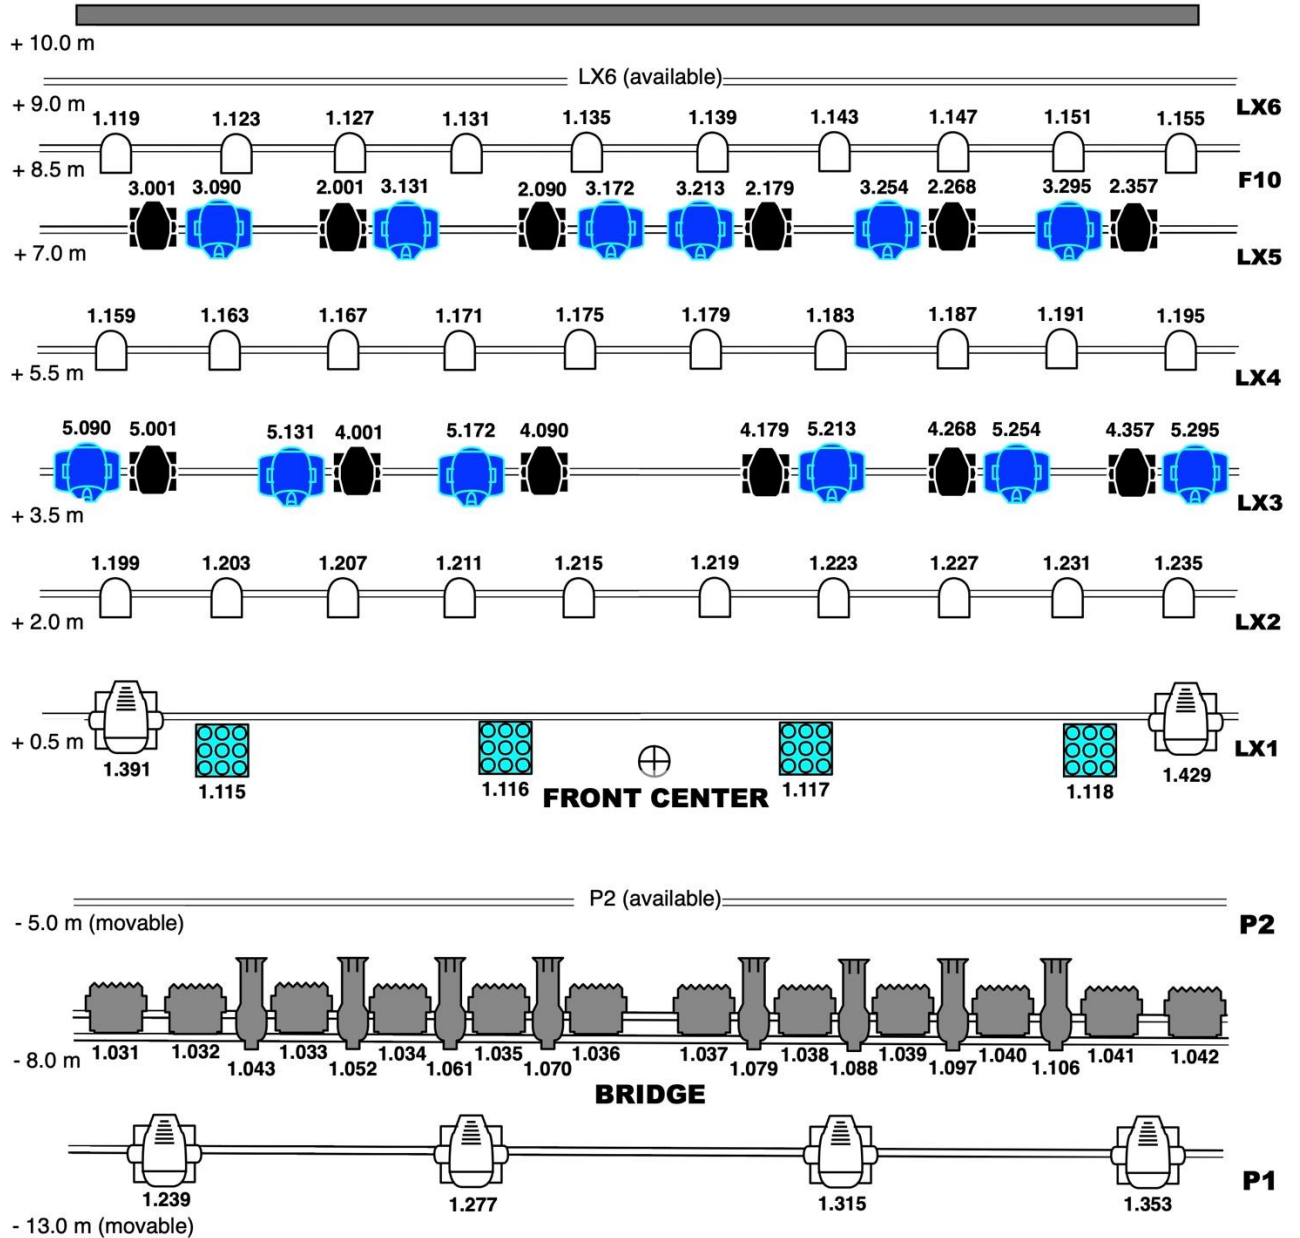 + 10.0 m
LX6 (available)
+ 9.0 m
LX6
1.119 1.123 1.127 1.131 1.135 1.139 1.143 1.147 1.151 1.155
+ 8.5 m
F10
3.001 3.090 2.001 3.131 2.090 3.172 3.213 2.179 3.254 2.268 3.295 2.357
+ 7.0 m
LX5
1.159 1.163 1.167 1.171 1.175 1.179 1.183 1.187 1.191 1.195
+ 5.5 m
LX4
5.090 5.001 5.131 4.001 5.172 4.090 4.179 5.213 4.268 5.254 4.357 5.295
+ 3.5 m
LX3
1.199 1.203 1.207 1.211 1.215 1.219 1.223 1.227 1.231 1.235
+ 2.0 m
LX2
+ 0.5 m
LX1
1.391 1.429
1.115 1.116 1.117 1.118
FRONT CENTER
P2 (available)
- 5.0 m (movable)
P2
1.031 1.032 1.033 1.034 1.035 1.036 1.037 1.038 1.039 1.040 1.041 1.042
- 8.0 m
1.043 1.052 1.061 1.070 1.079 1.088 1.097 1.106
BRIDGE
P1
1.239 1.277 1.315 1.353
- 13.0 m (movable)